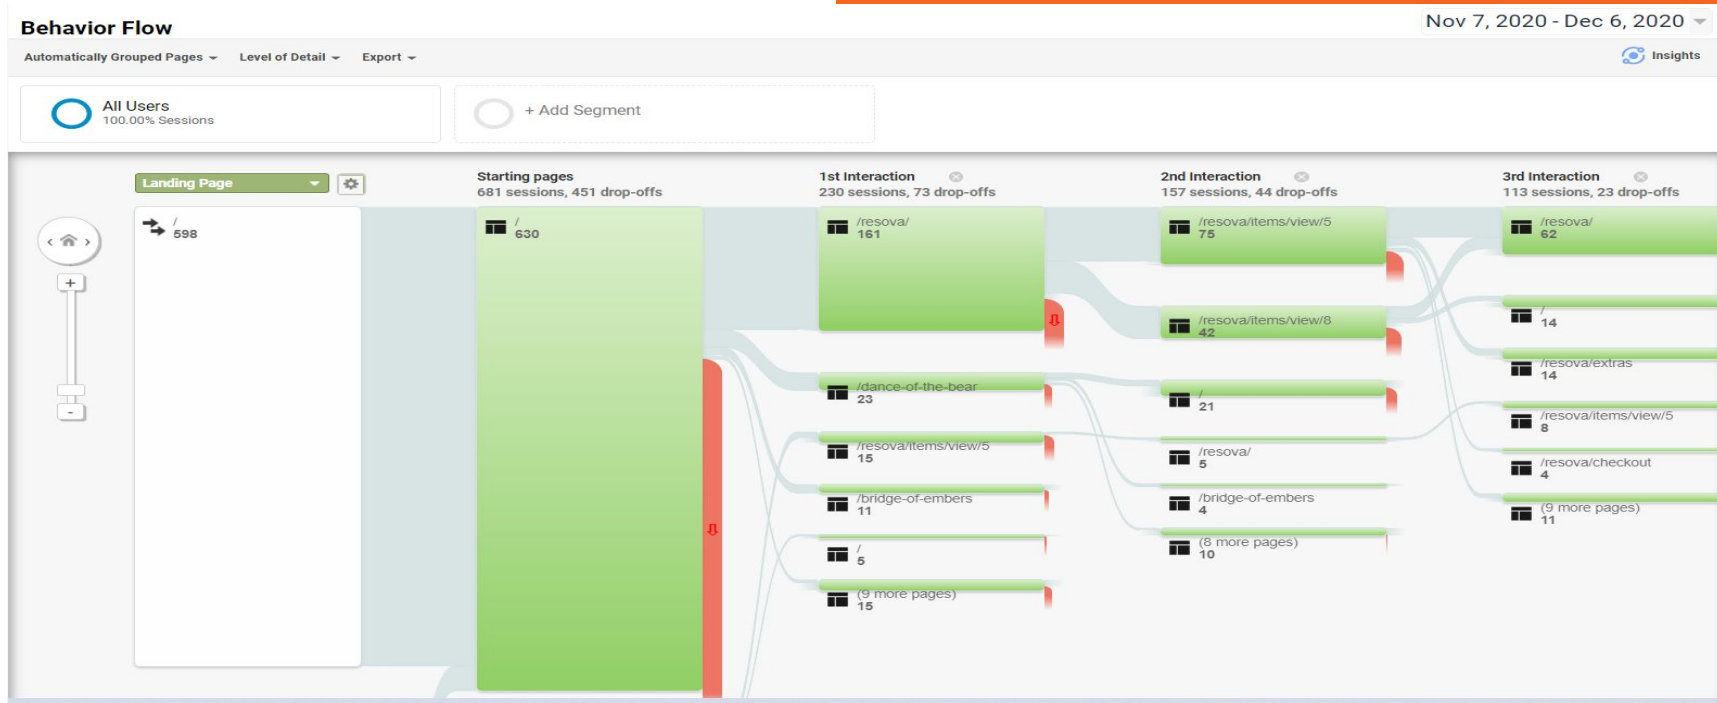 Behavior Flow
Nov 7, 2020 - Dec 6, 2020
Automatically Grouped Pages
Level of Detail
Export
Insights
All Users
100.00% Sessions
+ Add Segment
Landing Page
/
598
Starting pages
681 sessions, 451 drop-offs
/
630
1st Interaction
230 sessions, 73 drop-offs
/resova/
161
/dance-of-the-bear
23
/resova/items/view/5
15
/bridge-of-embers
11
/
5
(9 more pages)
15
2nd Interaction
157 sessions, 44 drop-offs
/resova/items/view/5
75
/resova/items/view/8
42
/
21
/resova/
5
/bridge-of-embers
4
(8 more pages)
10
3rd Interaction
113 sessions, 23 drop-offs
/resova/
62
/
14
/resova/extras
14
/resova/items/view/5
8
/resova/checkout
4
(9 more pages)
11